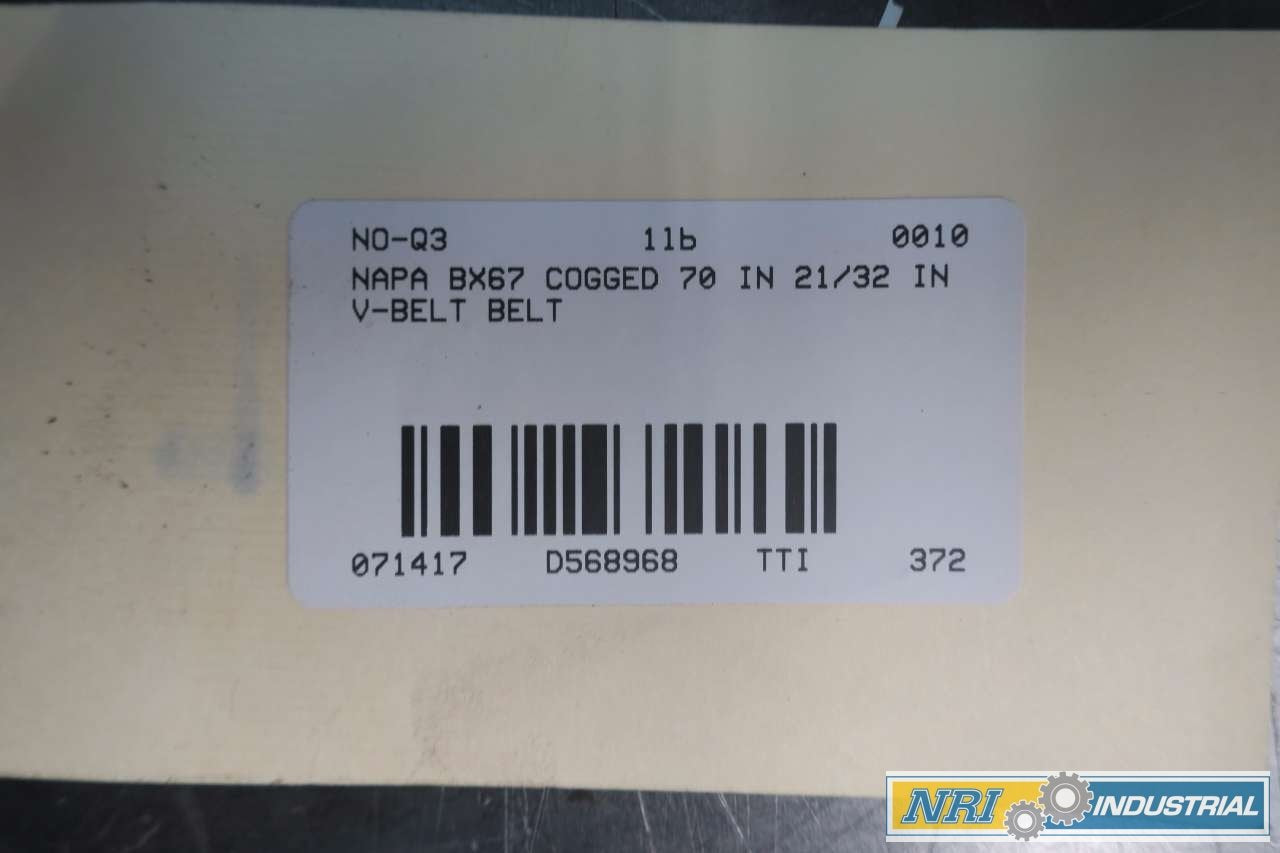 NO-Q3 1lb 0010
NAPA BX67 COGGED 70 IN 21/32 IN
V-BELT BELT
071417 D568968 TTI 372
NRI INDUSTRIAL